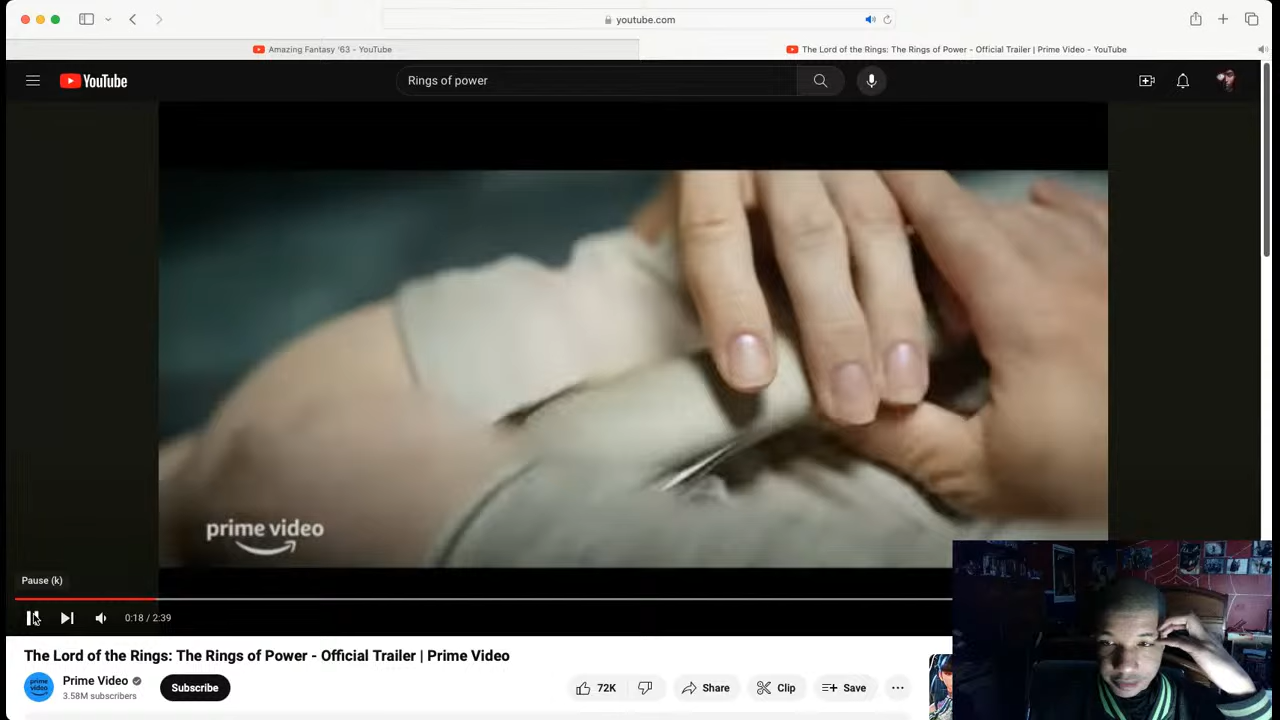 youtube.com
Amazing Fantasy '63 - YouTube
The Lord of the Rings: The Rings of Power - Official Trailer | Prime Video - YouTube
YouTube
Rings of power
prime video
Pause (k)
0:18 / 2:39
The Lord of the Rings: The Rings of Power - Official Trailer | Prime Video
prime video
Prime Video
3.58M subscribers
Subscribe
72K
Share
Clip
Save